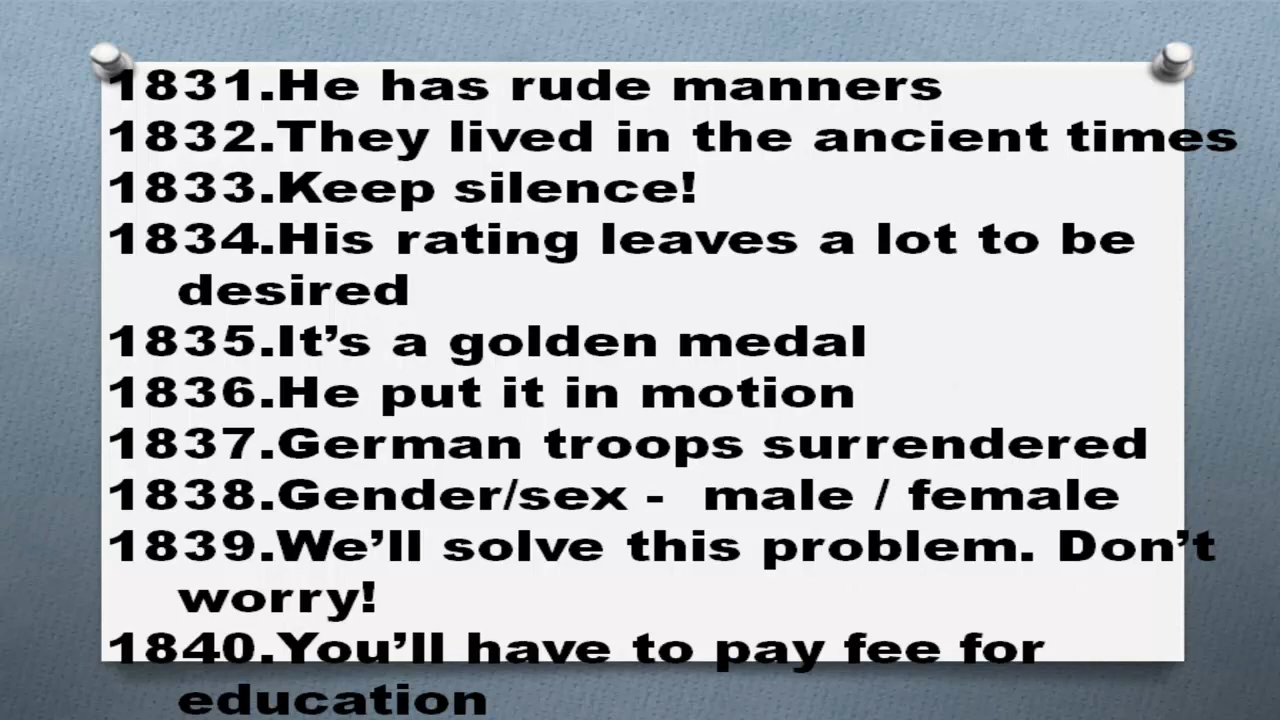 1831.He has rude manners
1832.They lived in the ancient times
1833.Keep silence!
1834.His rating leaves a lot to be
desired
1835.It’s a golden medal
1836.He put it in motion
1837.German troops surrendered
1838.Gender/sex -  male / female
1839.We’ll solve this problem. Don’t
worry!
1840.You’ll have to pay fee for
education